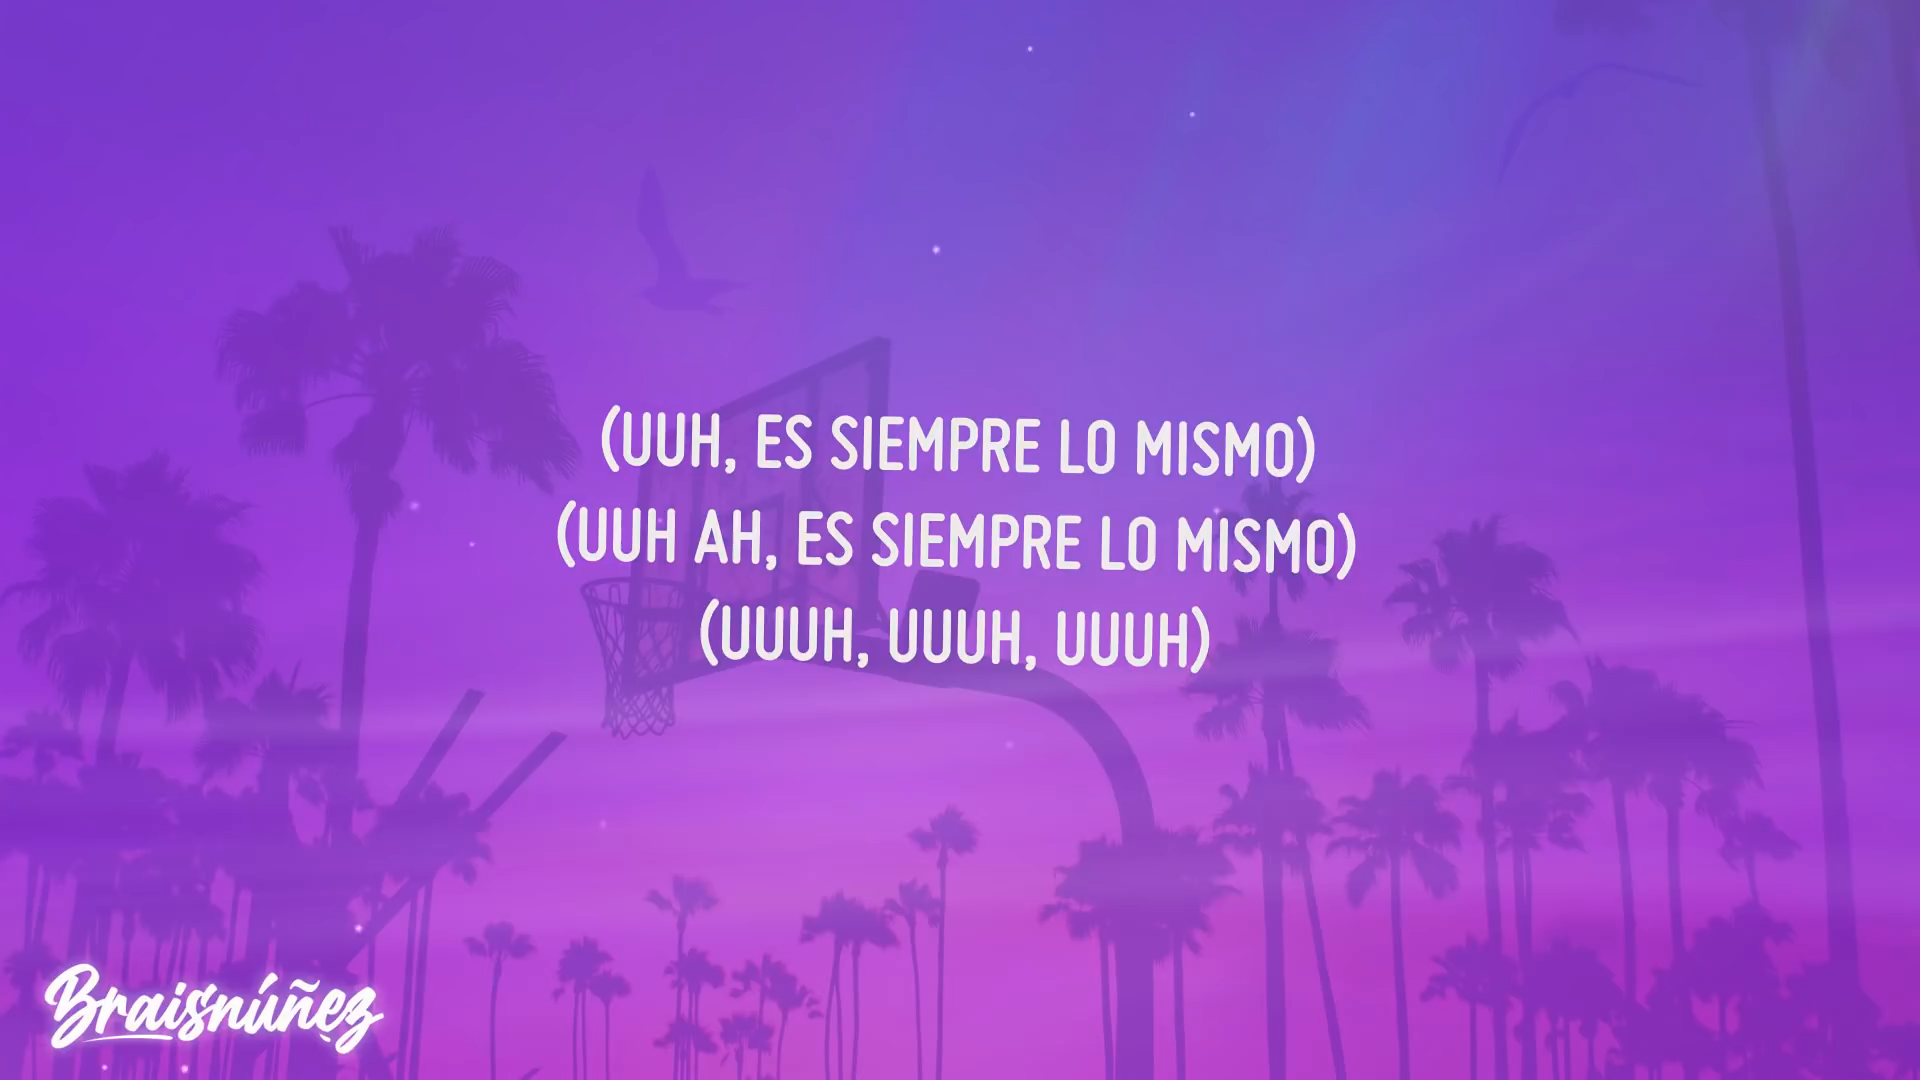 (UUH, ES SIEMPRE LO MISMO)
(UUH AH, ES SIEMPRE LO MISMO)
(UUUH, UUUH, UUUH)
Braisnúñez